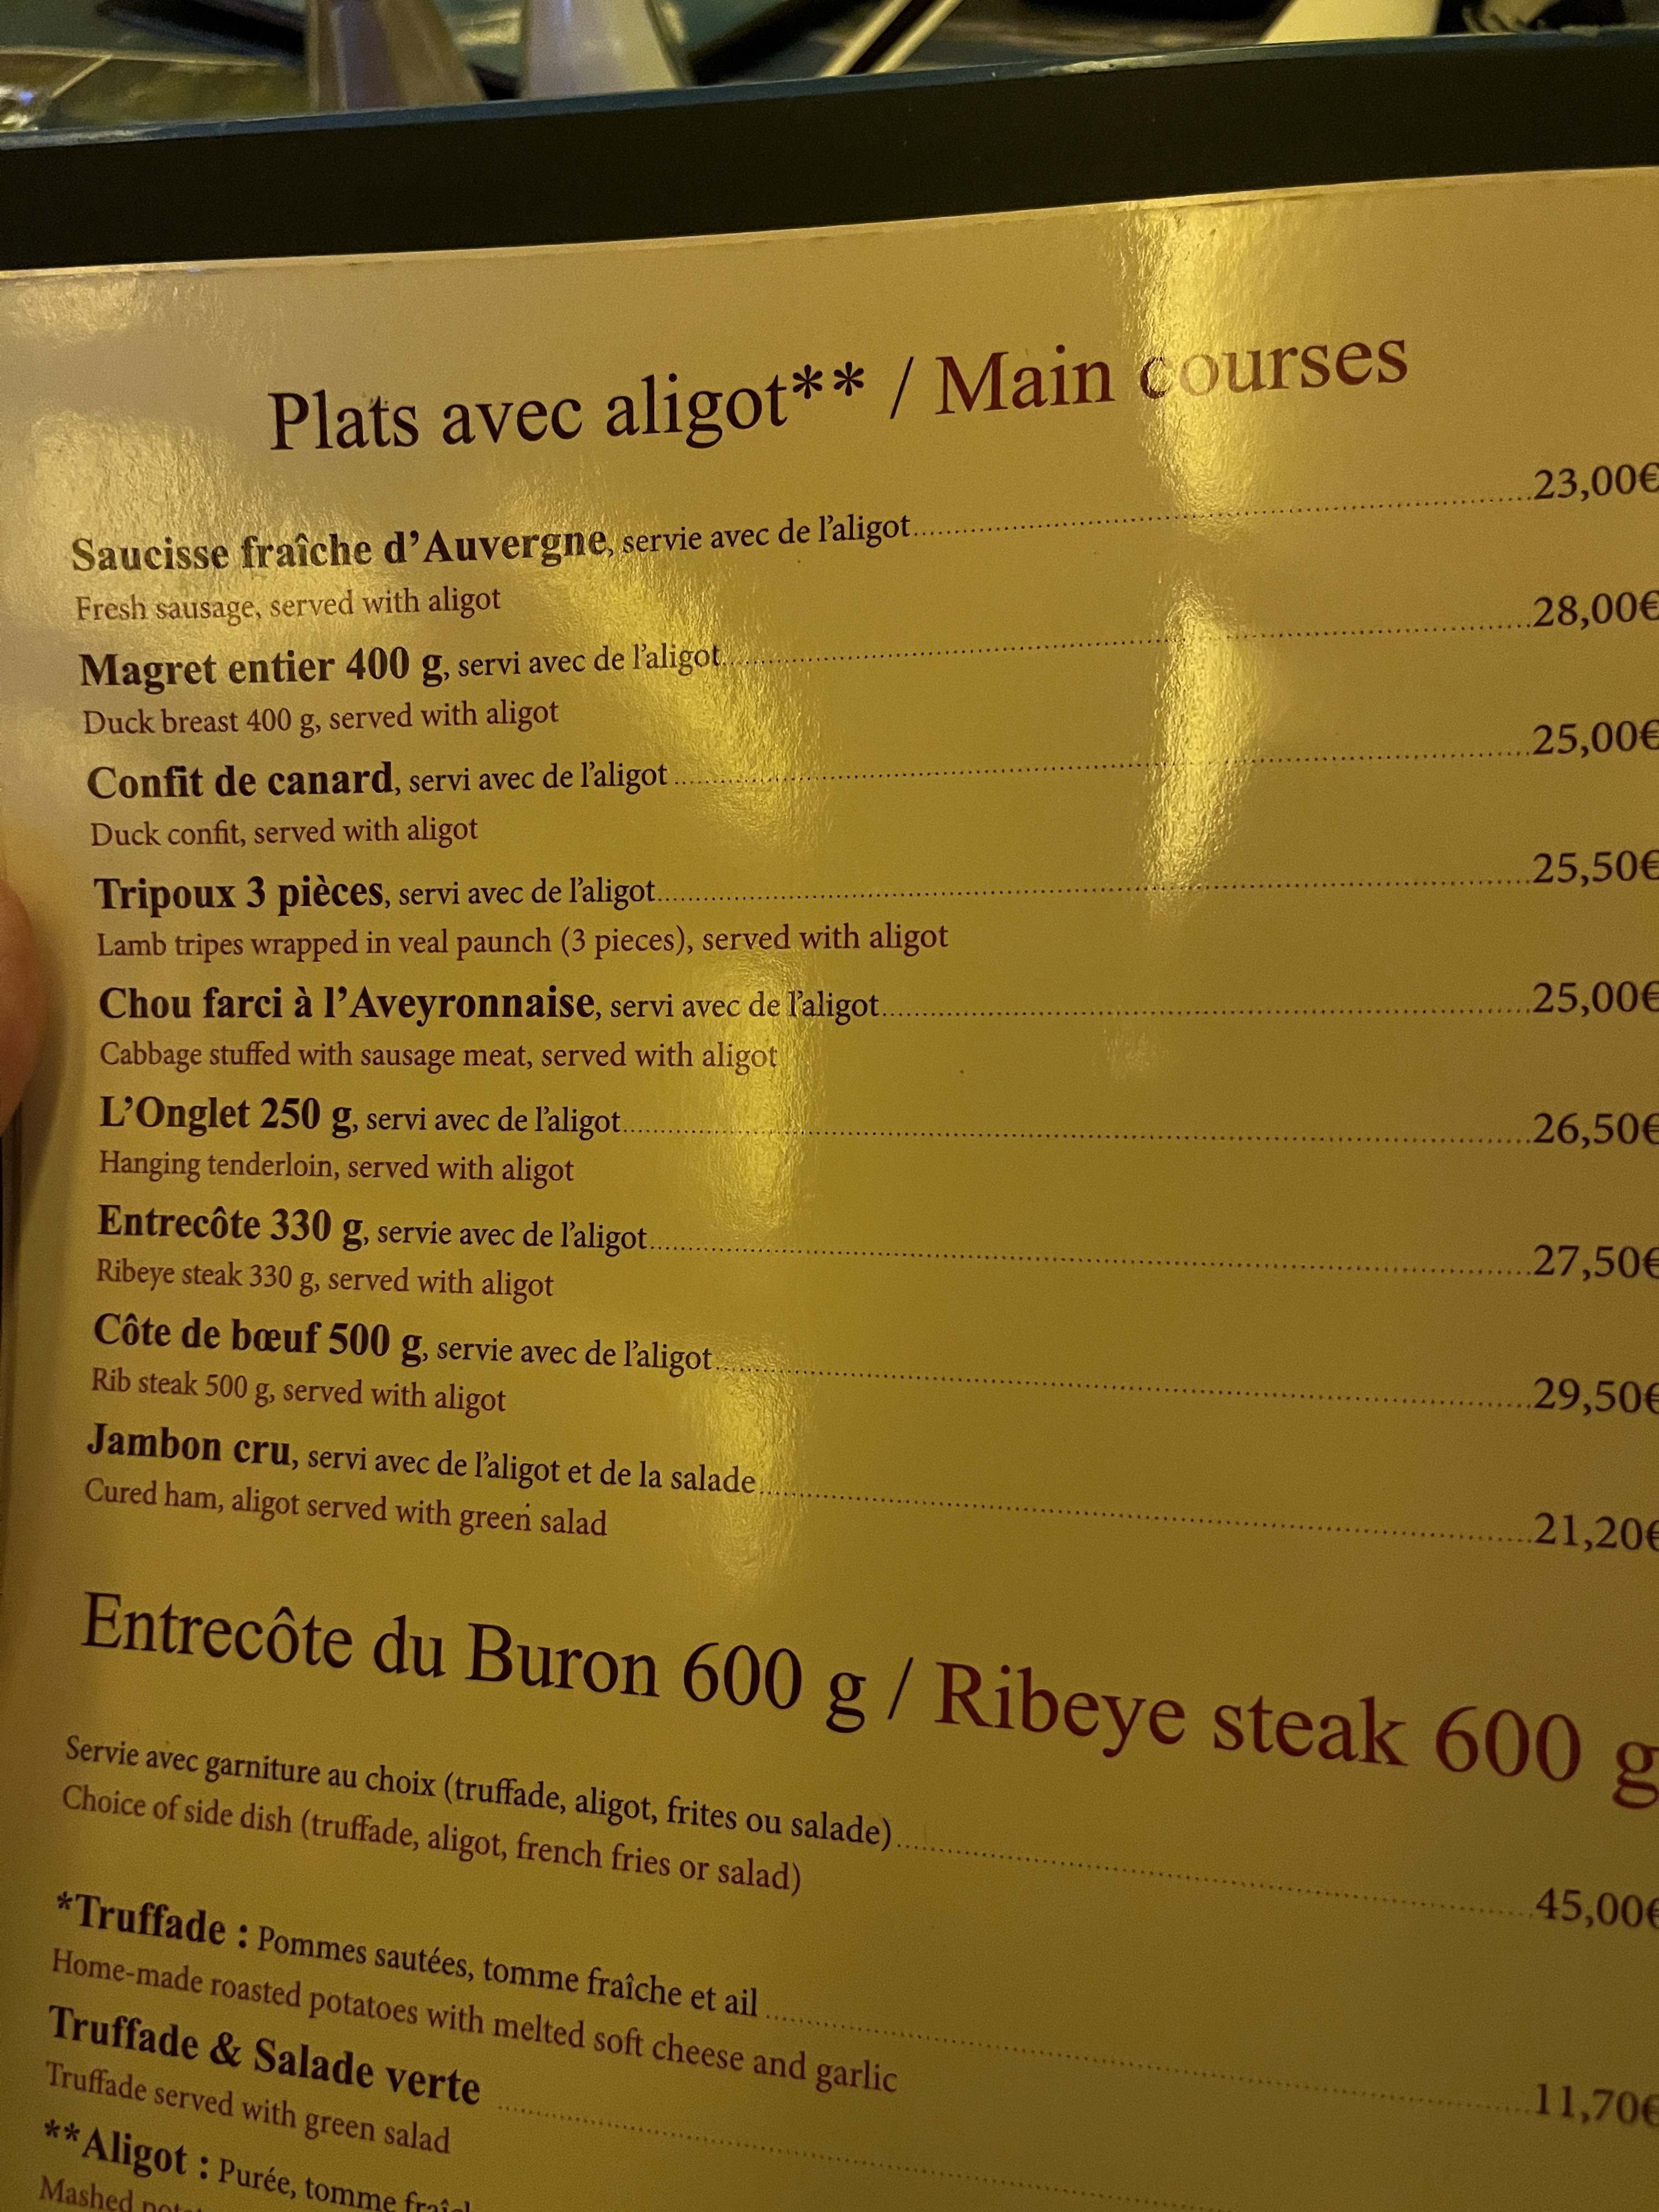 Plats avec aligot** / Main courses
Saucisse fraîche d'Auvergne, servie avec de l'aligot..........23,00€
Fresh sausage, served with aligot
Magret entier 400 g, servi avec de l'aligot..........28,00€
Duck breast 400 g, served with aligot
Confit de canard, servi avec de l'aligot..........25,00€
Duck confit, served with aligot
Tripoux 3 pièces, servi avec de l'aligot..........25,50€
Lamb tripes wrapped in veal paunch (3 pieces), served with aligot
Chou farci à l'Aveyronnaise, servi avec de l'aligot..........25,00€
Cabbage stuffed with sausage meat, served with aligot
L'Onglet 250 g, servi avec de l'aligot..........26,50€
Hanging tenderloin, served with aligot
Entrecôte 330 g, servie avec de l'aligot..........27,50€
Ribeye steak 330 g, served with aligot
Côte de bœuf 500 g, servie avec de l'aligot..........29,50€
Rib steak 500 g, served with aligot
Jambon cru, servi avec de l'aligot et de la salade..........21,20€
Cured ham, aligot served with green salad
Entrecôte du Buron 600 g / Ribeye steak 600 g
Servie avec garniture au choix (truffade, aligot, frites ou salade)..........45,00€
Choice of side dish (truffade, aligot, french fries or salad)
*Truffade : Pommes sautées, tomme fraîche et ail..........11,70€
Home-made roasted potatoes with melted soft cheese and garlic
Truffade & Salade verte ..........
Truffade served with green salad
**Aligot : Purée, tomme
Mashed